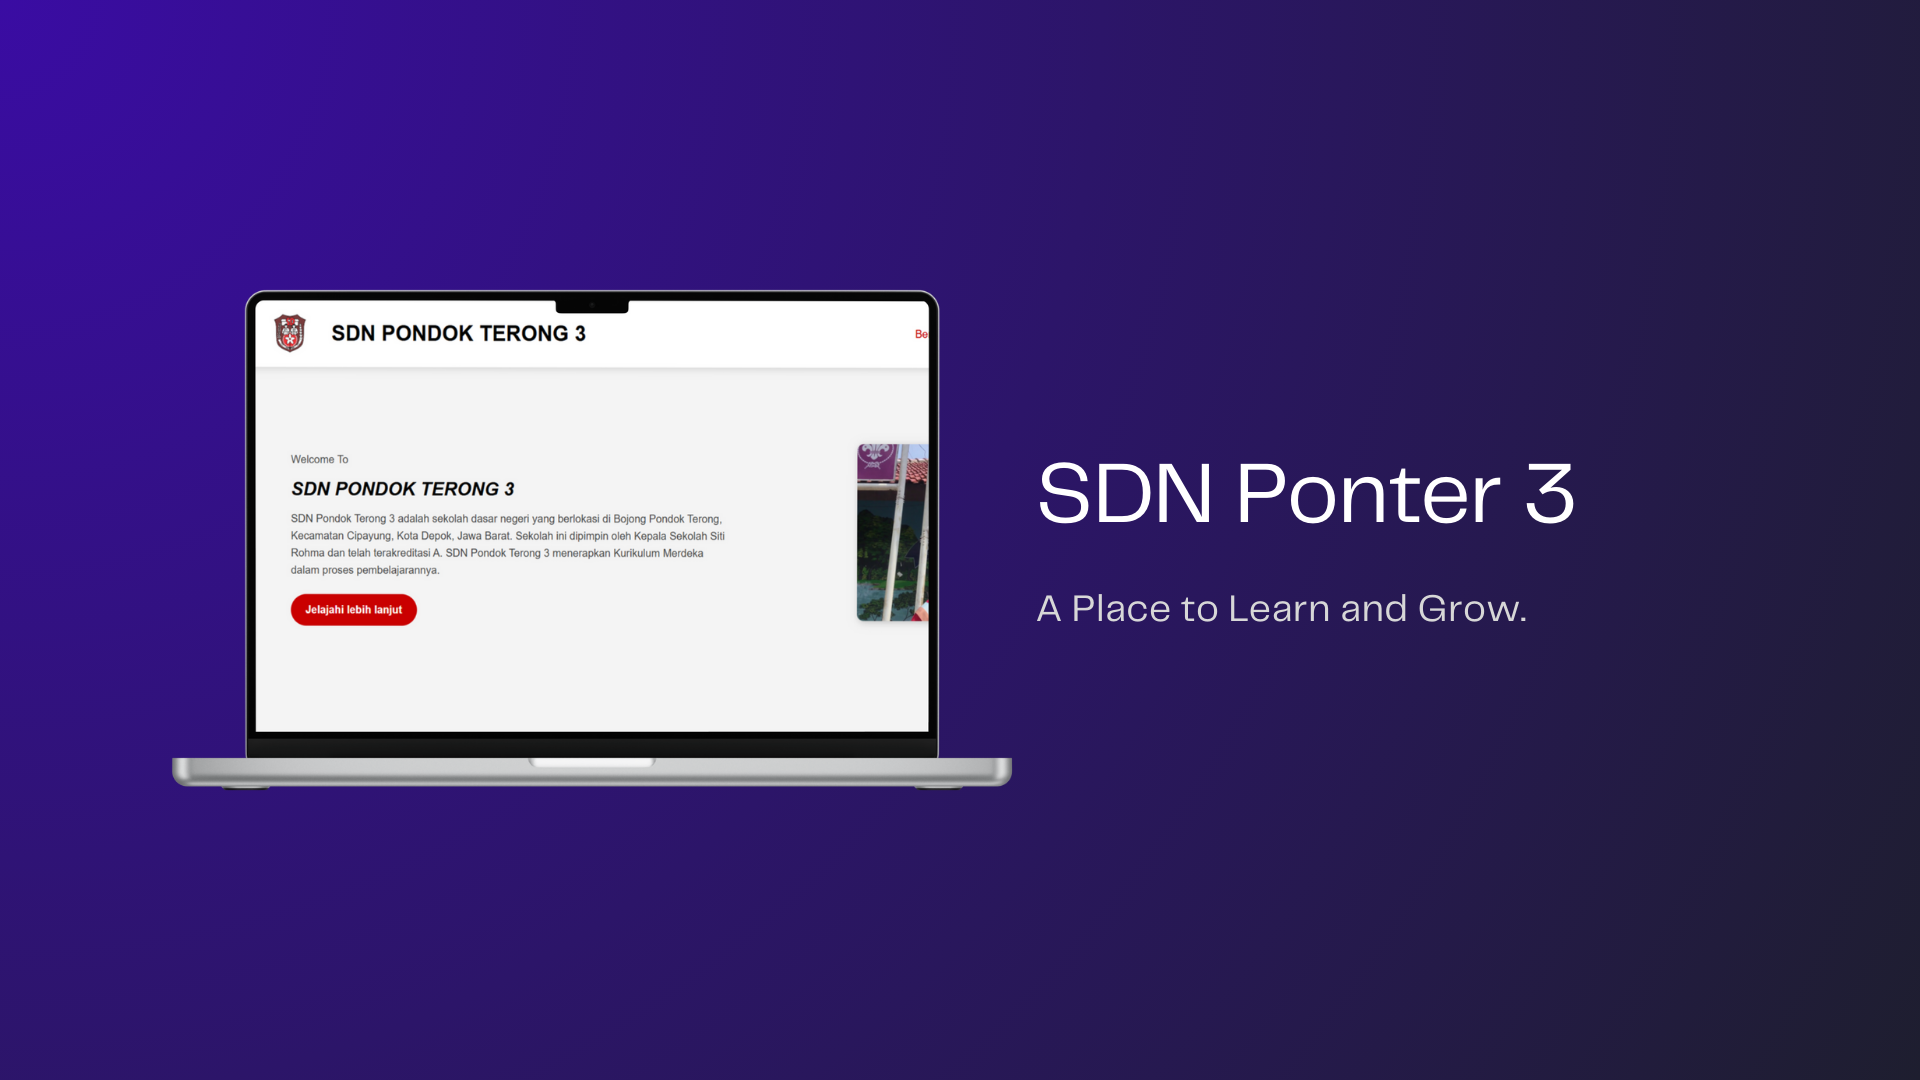 SDN PONDOK TERONG 3
Welcome To
SDN PONDOK TERONG 3
SDN Pondok Terong 3 adalah sekolah dasar negeri yang berlokasi di Bojong Pondok Terong,
Kecamatan Cipayung, Kota Depok, Jawa Barat. Sekolah ini dipimpin oleh Kepala Sekolah Siti
Rohma dan telah terakreditasi A. SDN Pondok Terong 3 menerapkan Kurikulum Merdeka
dalam proses pembelajarannya.
Jelajahi lebih lanjut
SDN Ponter 3
A Place to Learn and Grow.